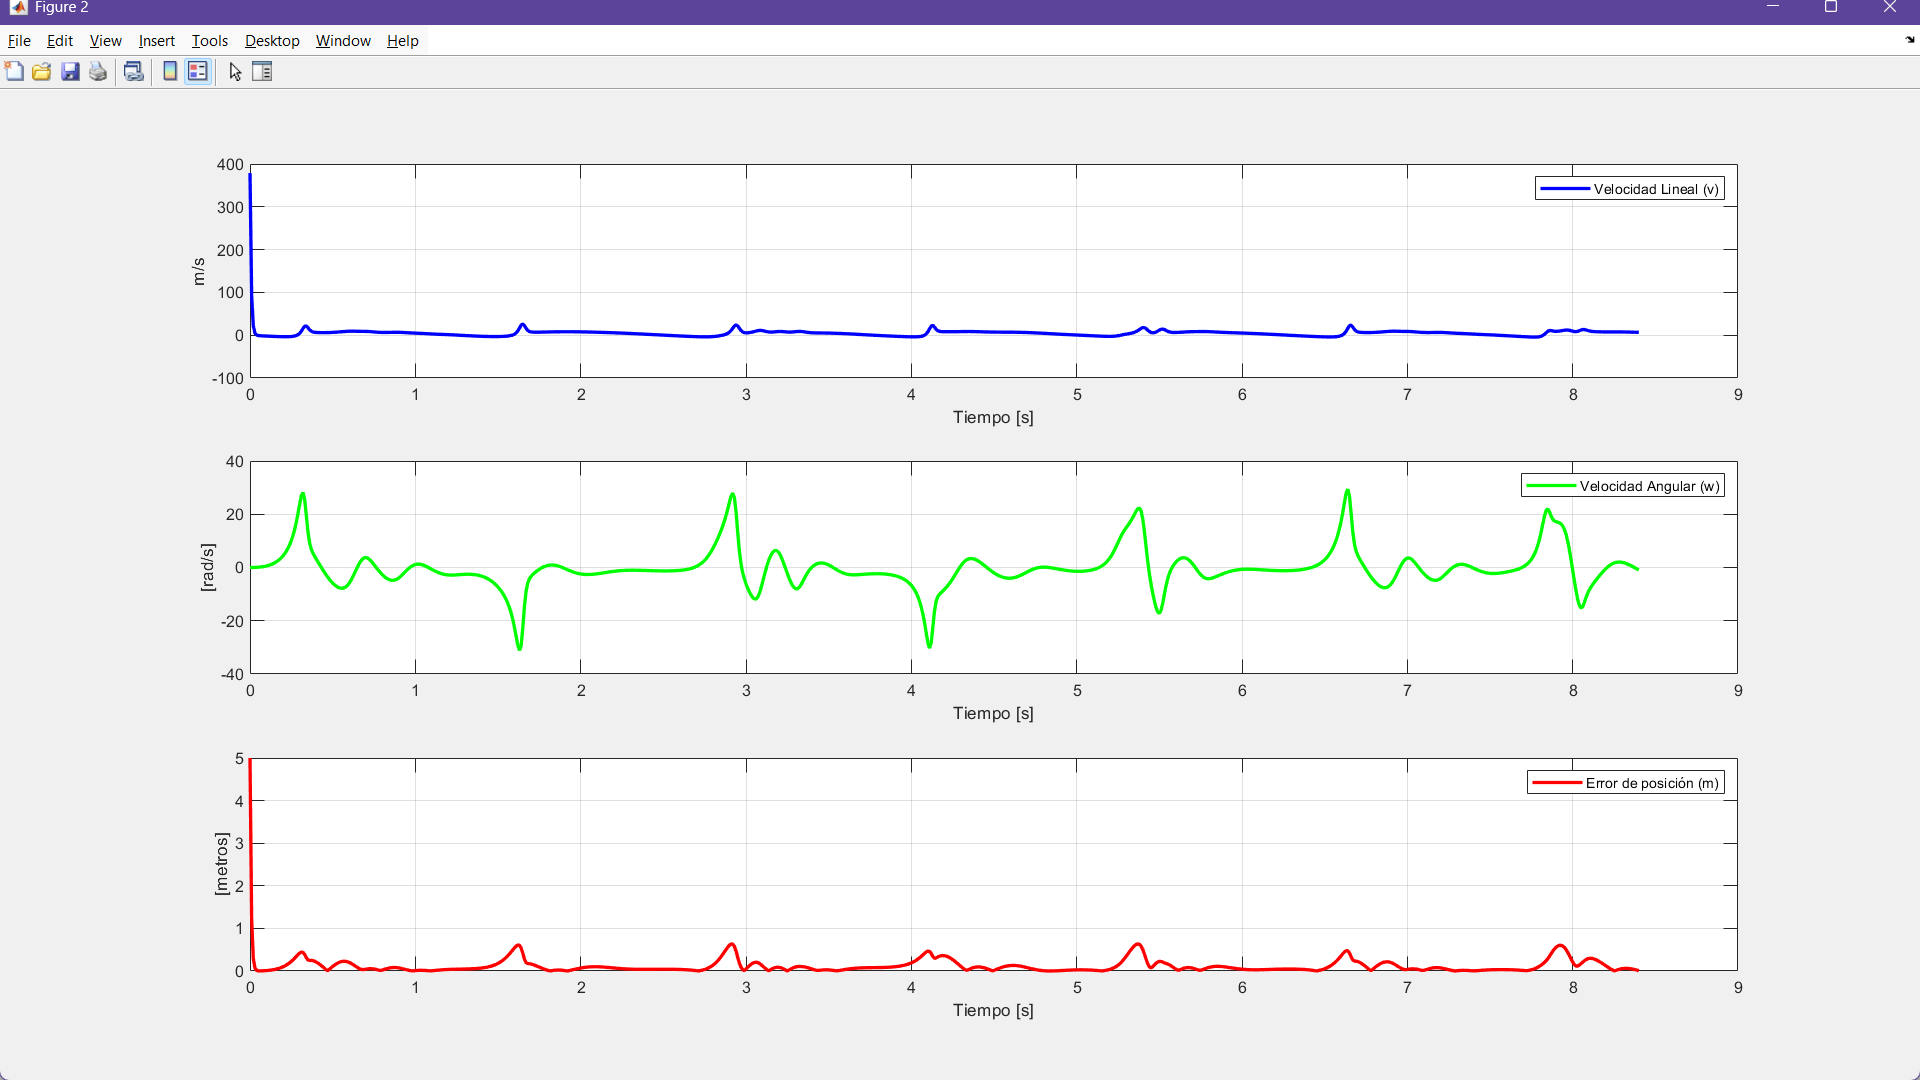 Figure 2
File Edit View Insert Tools Desktop Window Help
400
300
200
100
0
-100
m/s
Velocidad Lineal (v)
0 1 2 3 4 5 6 7 8 9
Tiempo [s]
40
20
0
-20
-40
[rad/s]
Velocidad Angular (w)
0 1 2 3 4 5 6 7 8 9
Tiempo [s]
5
4
3
2
1
0
[metros]
Error de posición (m)
0 1 2 3 4 5 6 7 8 9
Tiempo [s]